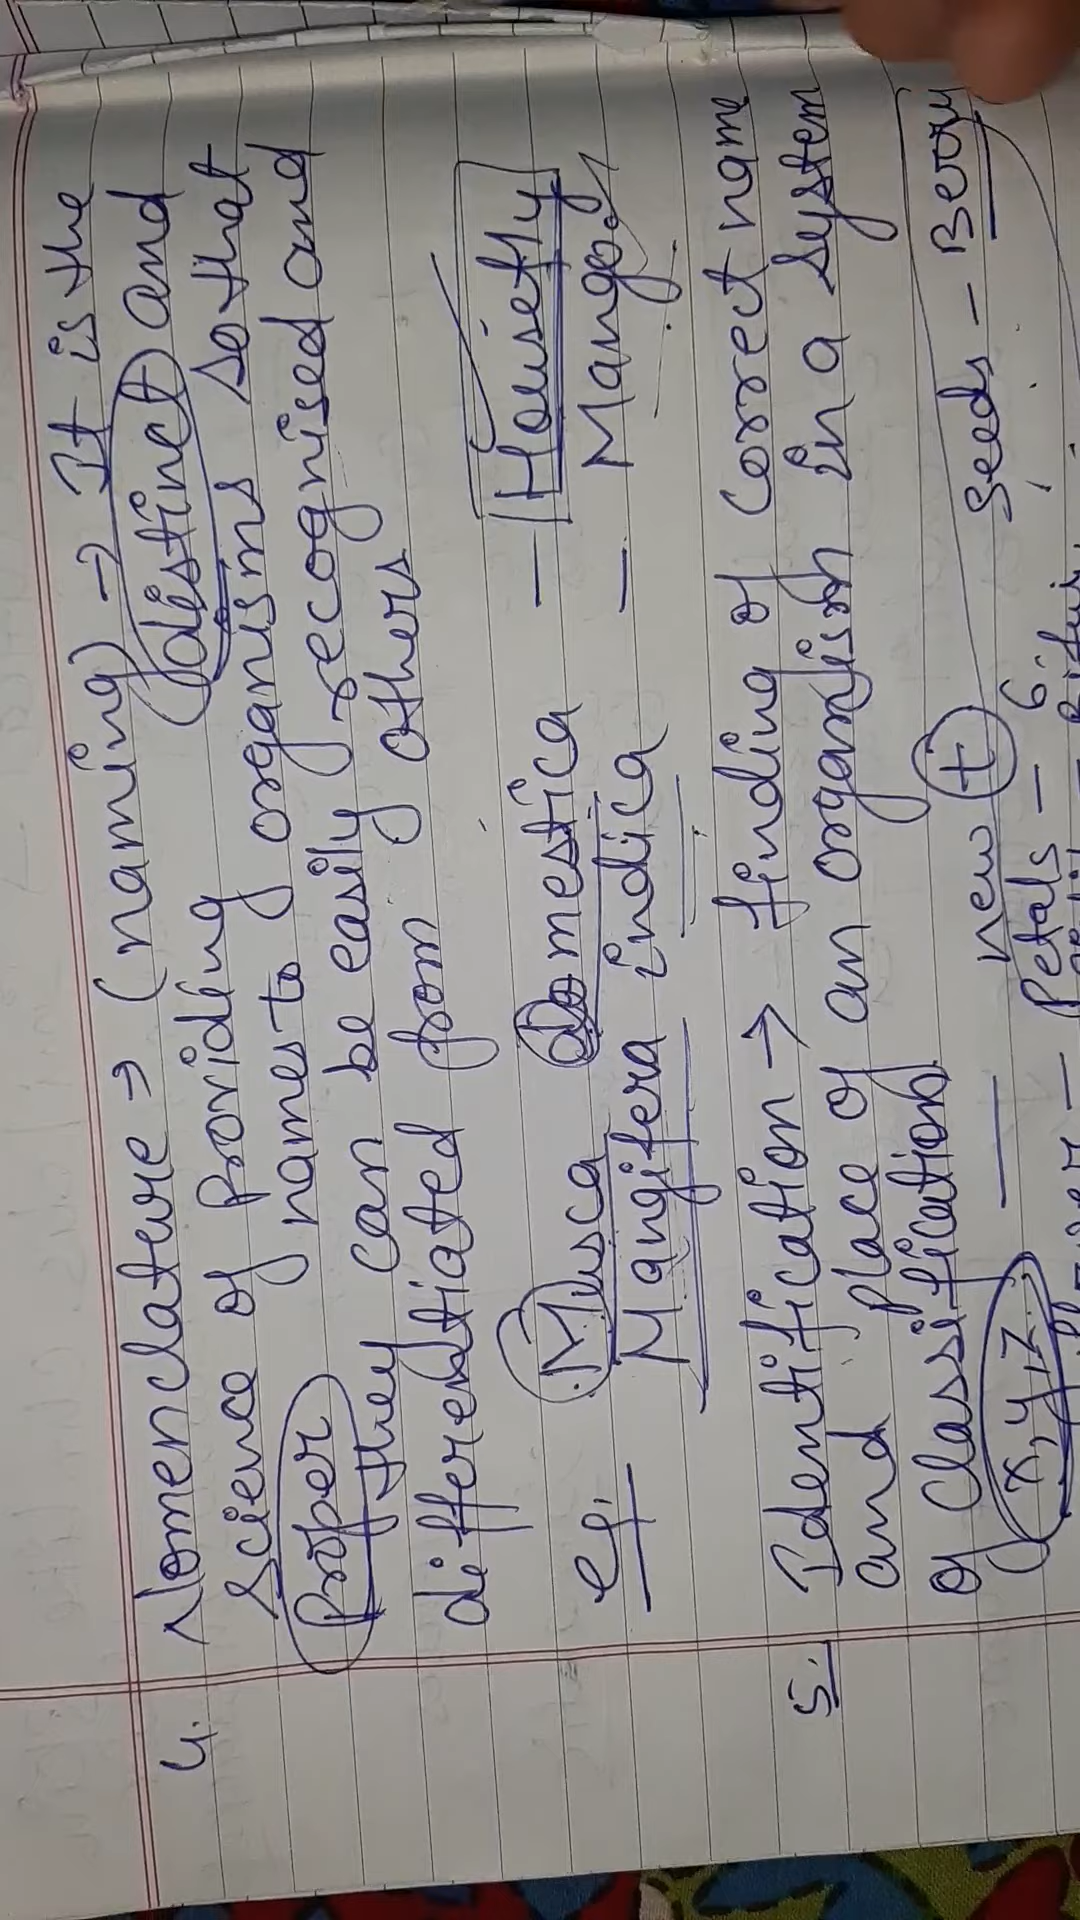 4. Nomenclature → (naming) → It is the
science of providing distinct and
proper names to organisms so that
they can be easily recognised and
differentiated from others
eg. Musca domestica — Housefly
Mangifera indica — Mango
5. Identification → finding of correct name
and place of an organism in a system
of classification
x, y, z — new t Seeds - Berry
Petals - 6